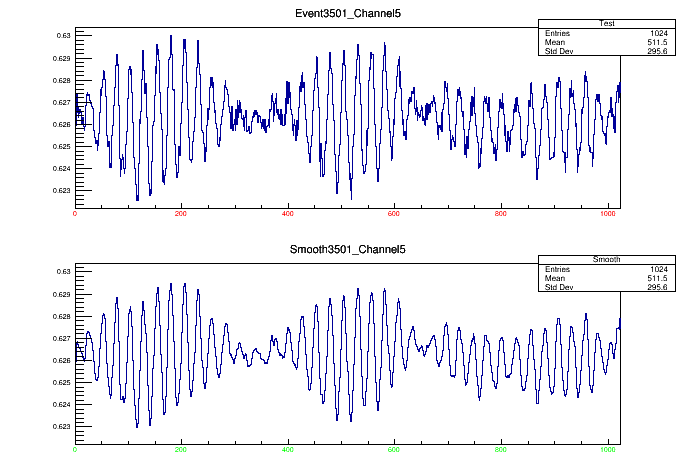 Event3501_Channel5
Test
Entries 1024
Mean 511.5
Std Dev 295.6
0.63
0.629
0.628
0.627
0.626
0.625
0.624
0.623
0 200 400 600 800 1000
Smooth3501_Channel5
Smooth
Entries 1024
Mean 511.5
Std Dev 295.6
0.63
0.629
0.628
0.627
0.626
0.625
0.624
0.623
0 200 400 600 800 1000